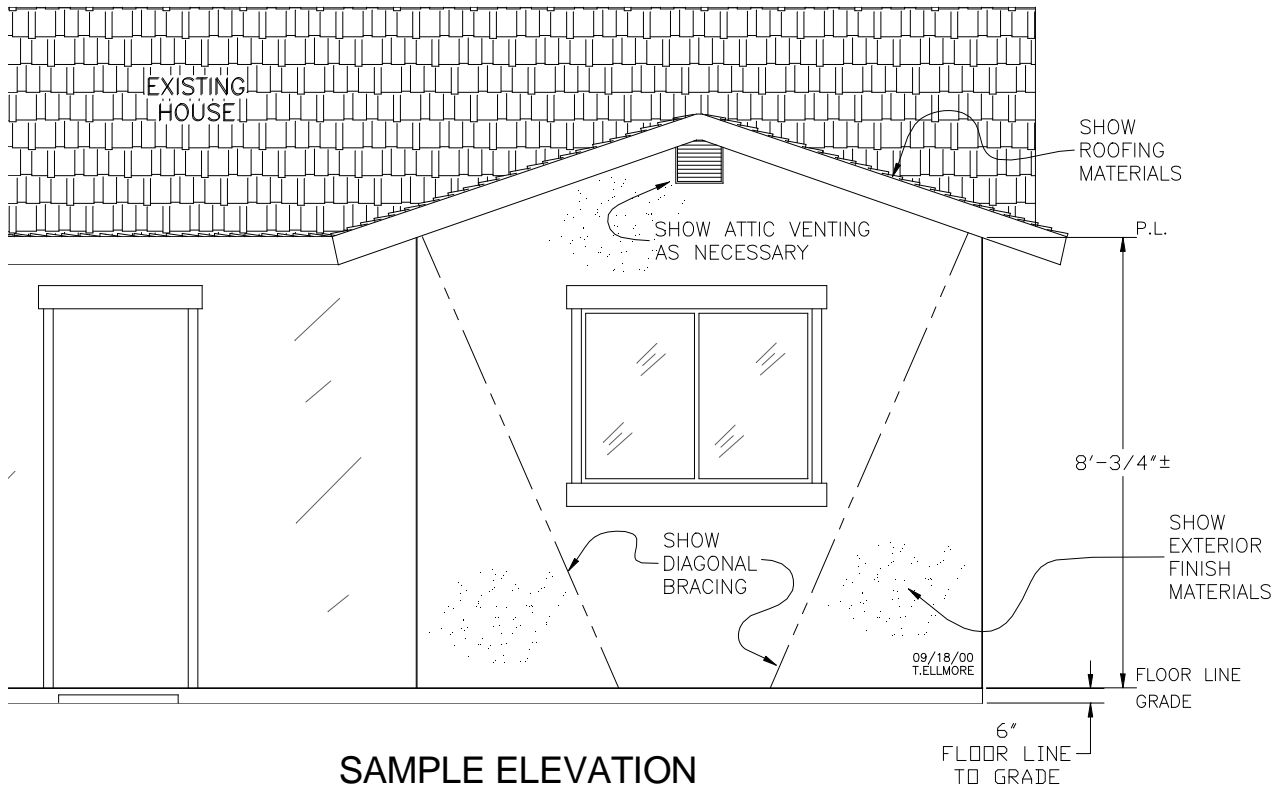 EXISTING
HOUSE
SHOW
ROOFING
MATERIALS
SHOW ATTIC VENTING
AS NECESSARY
P.L.
8'-3/4"±
SHOW
DIAGONAL
BRACING
SHOW
EXTERIOR
FINISH
MATERIALS
09/18/00
T.ELLMORE
FLOOR LINE
GRADE
6"
FLOOR LINE
TO GRADE
SAMPLE ELEVATION